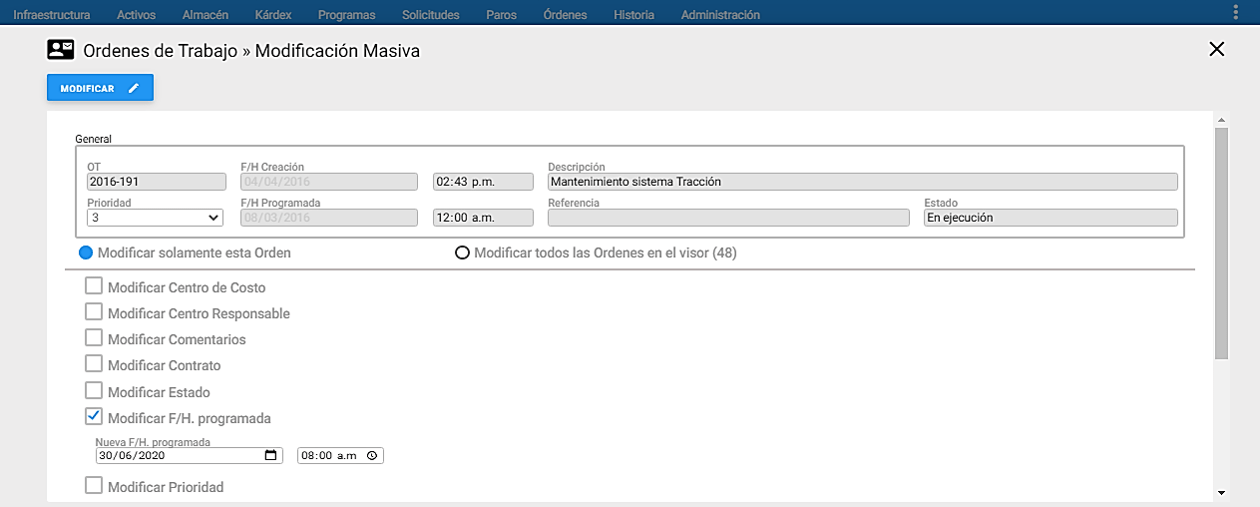 Infraestructura Activos Almacén Kárdex Programas Solicitudes Paros Órdenes Historia Administración
Ordenes de Trabajo » Modificación Masiva
MODIFICAR
General
OT F/H Creación Descripción
2016-191 04/04/2016 02:43 p.m. Mantenimiento sistema Tracción
Prioridad F/H Programada Referencia Estado
3 08/03/2016 12:00 a.m. En ejecución
Modificar solamente esta Orden Modificar todos las Ordenes en el visor (48)
Modificar Centro de Costo
Modificar Centro Responsable
Modificar Comentarios
Modificar Contrato
Modificar Estado
Modificar F/H. programada
Nueva F/H. programada
30/06/2020 08:00 a.m
Modificar Prioridad